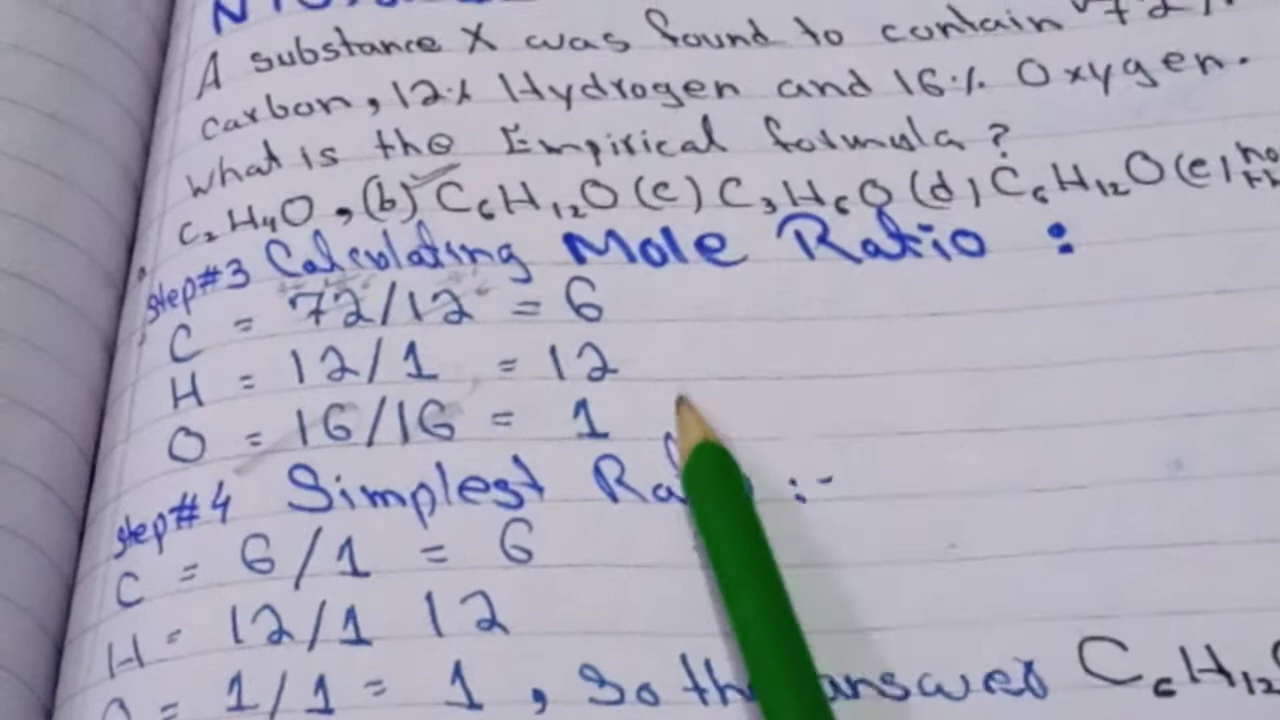 A substance X was found to contain 72%
carbon, 12% Hydrogen and 16% Oxygen.
what is the Empirical formula?
C₂H₄O, (b) C₆H₁₂O (c) C₃H₆O (d) C₆H₁₂O (e)
Step#3 Calculating Mole Ratio :
C = 72/12 = 6
H = 12/1 = 12
O = 16/16 = 1
Step#4 Simplest :-
C = 6/1 = 6
H = 12/1 12
O = 1/1 = 1, So the answer C₆H₁₂